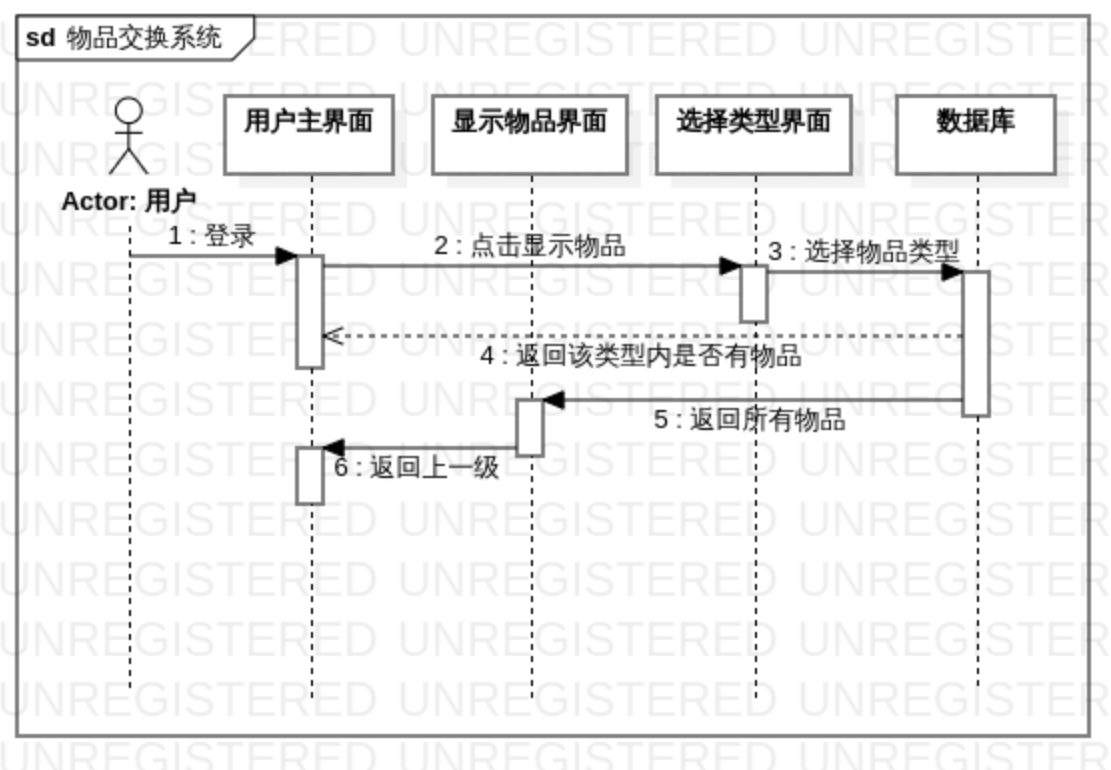 sd 物品交换系统
用户主界面
显示物品界面
选择类型界面
数据库
Actor: 用户
1 : 登录
2 : 点击显示物品
3 : 选择物品类型
4 : 返回该类型内是否有物品
5 : 返回所有物品
6 : 返回上一级
UNREGISTERED UNREGISTERED UNREGISTERED